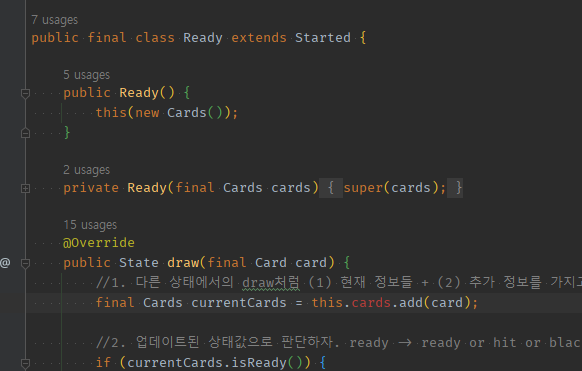 7 usages
public final class Ready extends Started {
5 usages
public Ready() {
this(new Cards());
}
2 usages
private Ready(final Cards cards) { super(cards); }
15 usages
@Override
public State draw(final Card card) {
//1. 다른 상태에서의 draw처럼 (1) 현재 정보들 + (2) 추가 정보를 가지고
final Cards currentCards = this.cards.add(card);
//2. 업데이트된 상태값으로 판단하자. ready -> ready or hit or blac
if (currentCards.isReady()) {